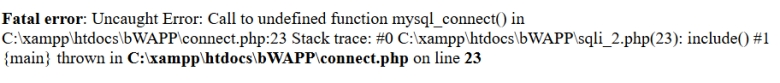 Fatal error: Uncaught Error: Call to undefined function mysql_connect() in
C:\xampp\htdocs\bWAPP\connect.php:23 Stack trace: #0 C:\xampp\htdocs\bWAPP\sqli_2.php(23): include() #1
{main} thrown in C:\xampp\htdocs\bWAPP\connect.php on line 23